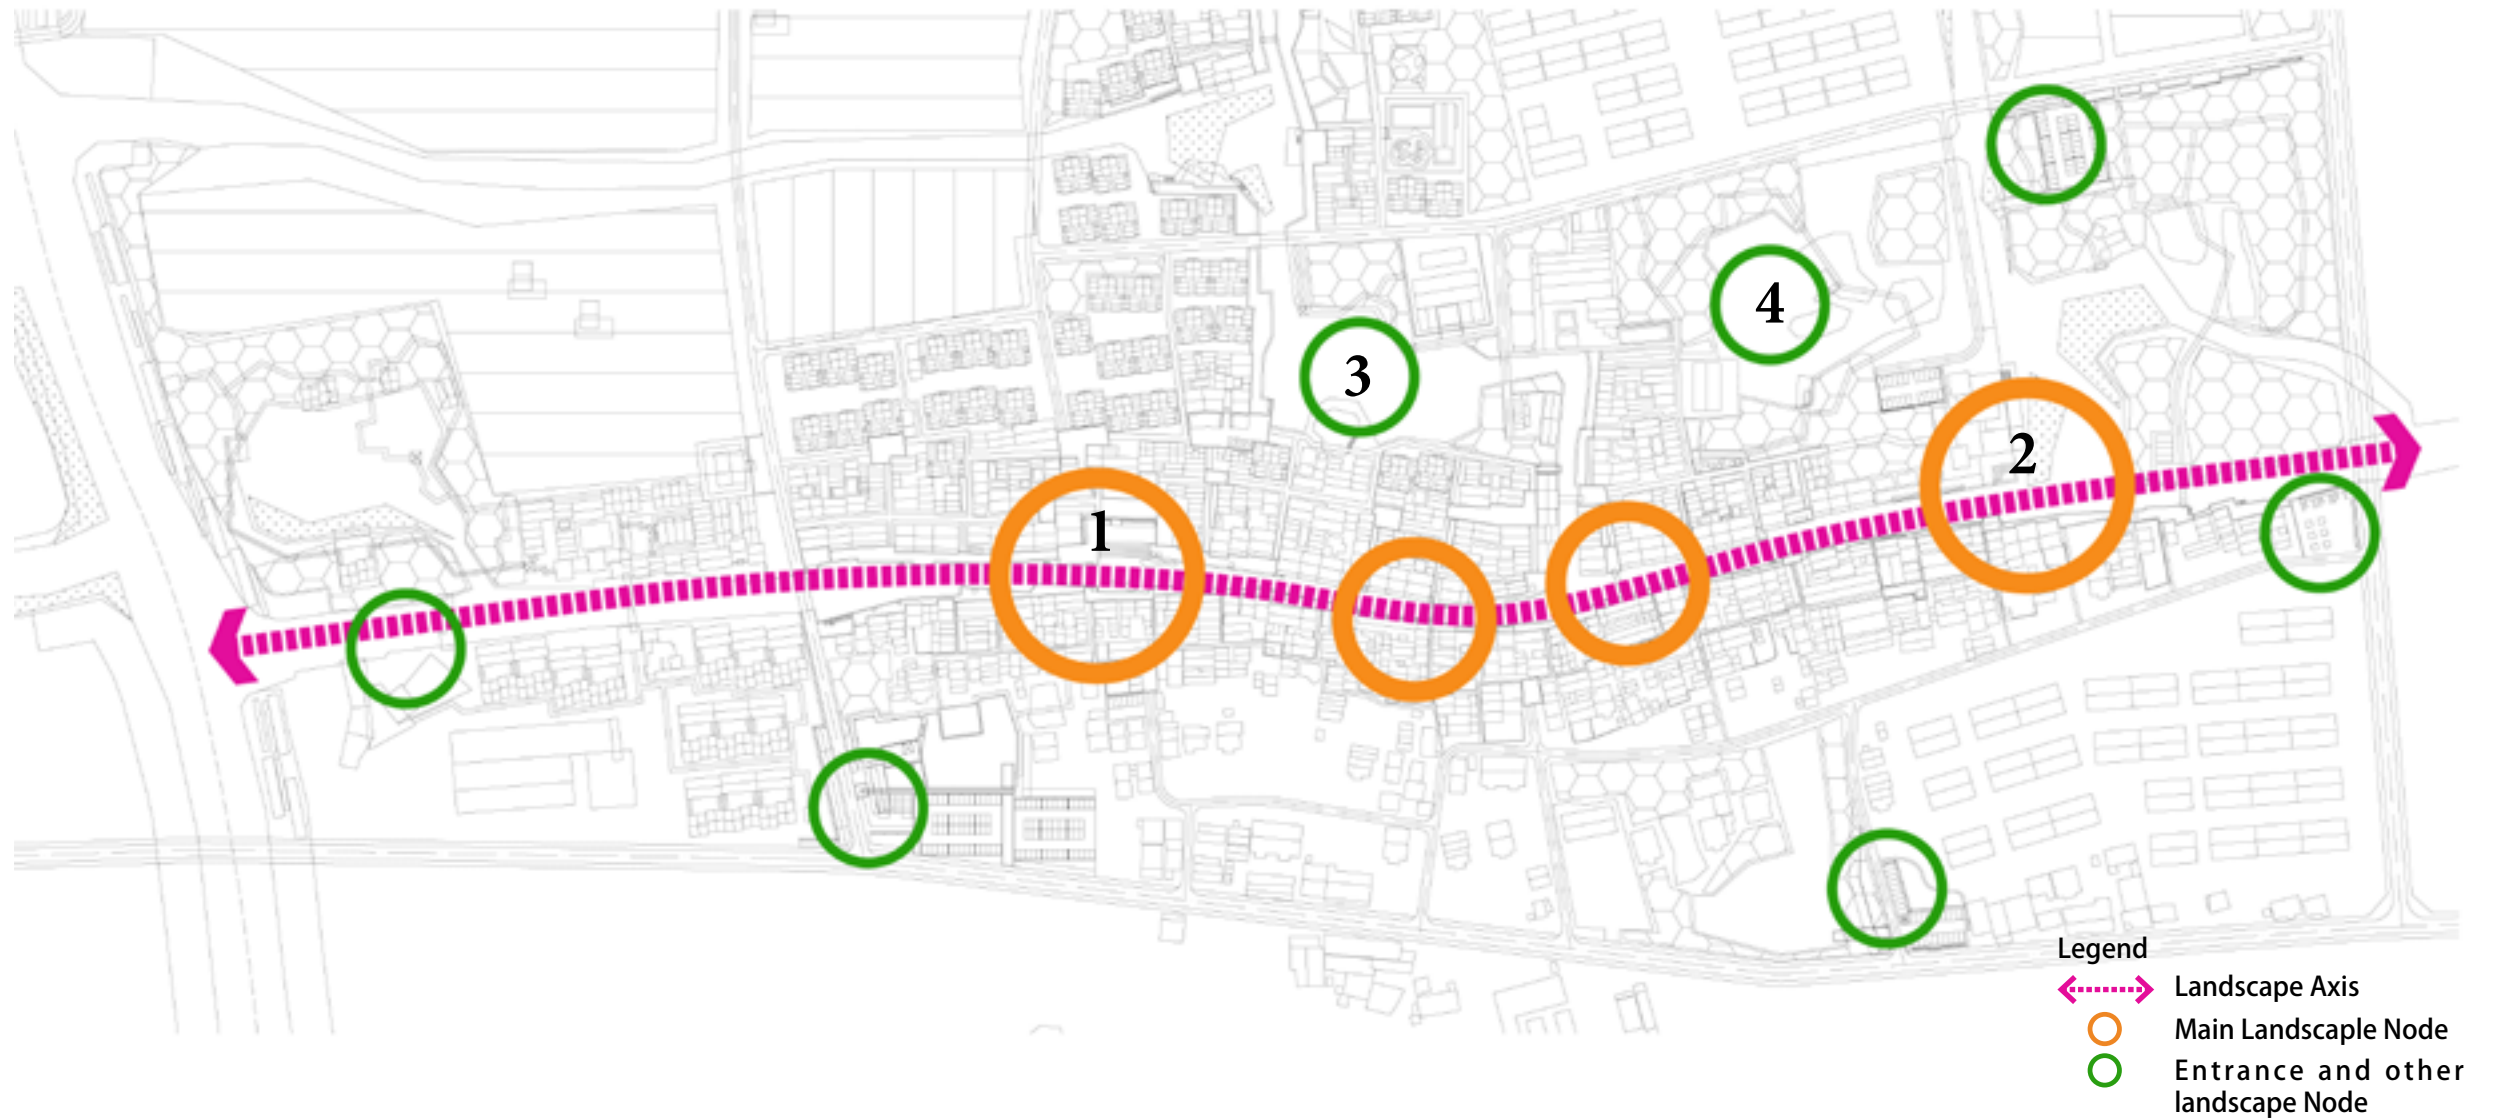 4
3
2
1
Legend
Landscape Axis
Main Landscaple Node
Entrance and other
landscape Node